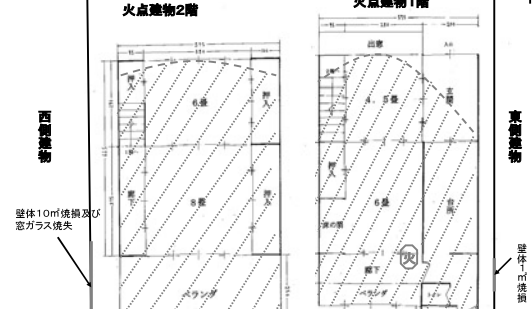 火点建物2階
火点建物1階
西側建物
押入
6畳
押入
廊下
8畳
押入
ベランダ
出窓
4.5畳
玄関
押入
6畳
台所
床の間
廊下
火
ベランダ
トイレ
東側建物
壁体10㎡焼損及び
窓ガラス焼失
壁体1㎡焼損